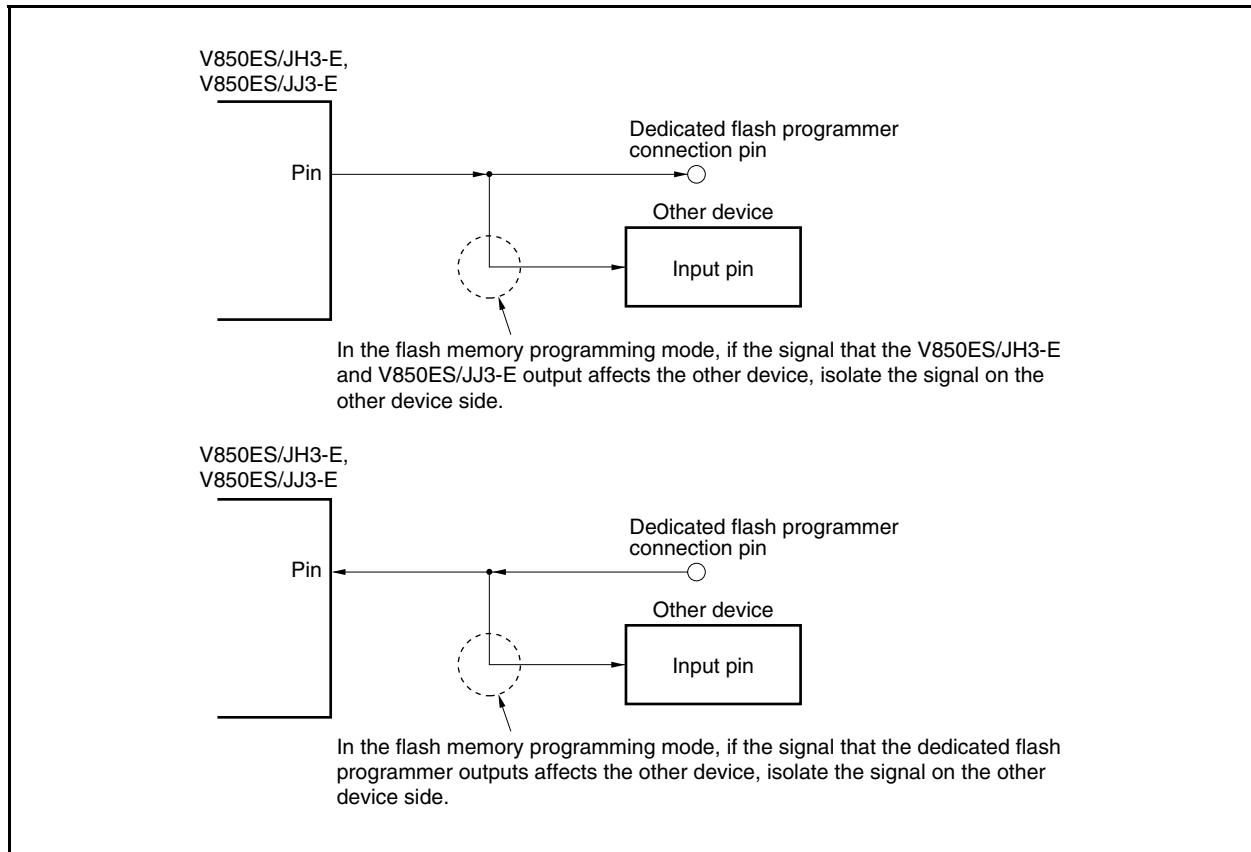 V850ES/JH3-E,
V850ES/JJ3-E
Dedicated flash programmer
connection pin
Pin
Other device
Input pin
In the flash memory programming mode, if the signal that the V850ES/JH3-E
and V850ES/JJ3-E output affects the other device, isolate the signal on the
other device side.
V850ES/JH3-E,
V850ES/JJ3-E
Dedicated flash programmer
connection pin
Pin
Other device
Input pin
In the flash memory programming mode, if the signal that the dedicated flash
programmer outputs affects the other device, isolate the signal on the other
device side.